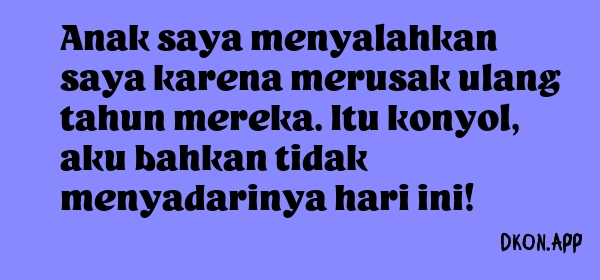 Anak saya menyalahkan
saya karena merusak ulang
tahun mereka. Itu konyol,
aku bahkan tidak
menyadarinya hari ini!
DKON.APP